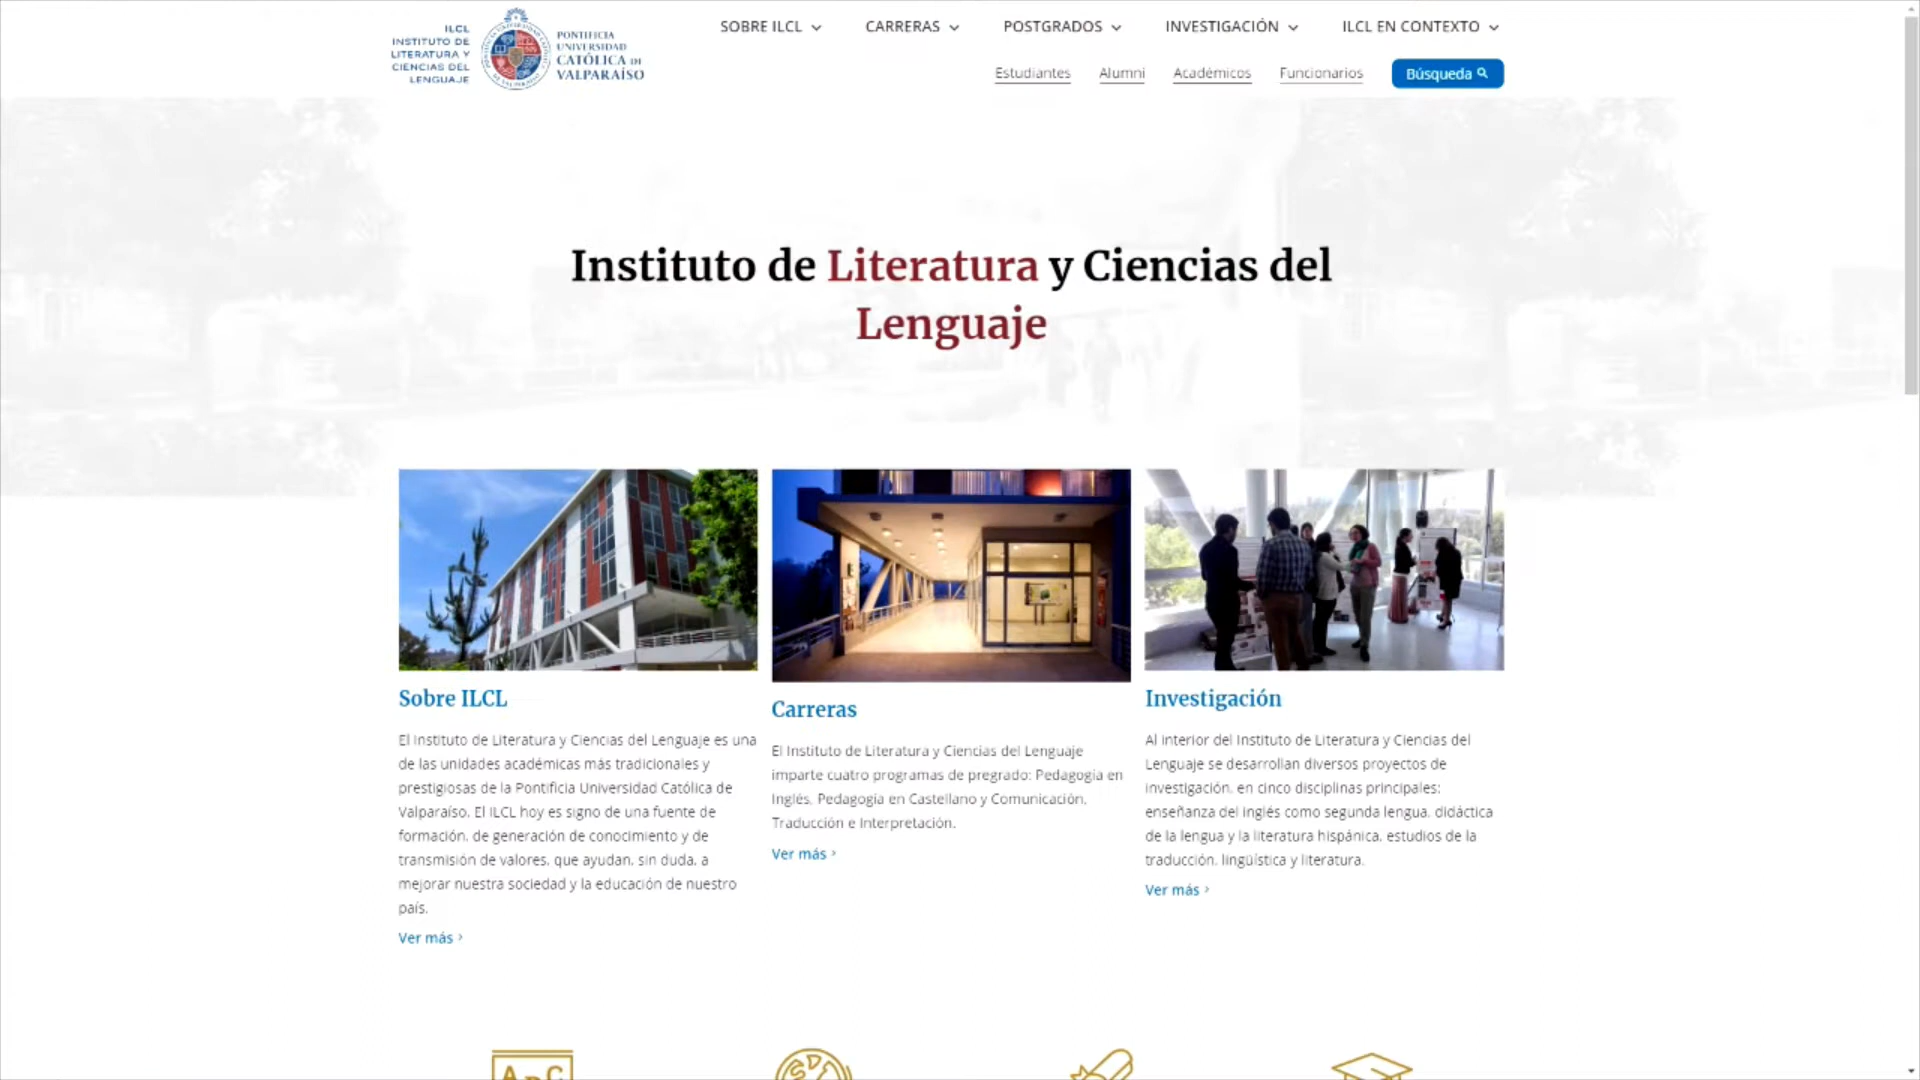 ILCL
INSTITUTO DE
LITERATURA Y
CIENCIAS DEL
LENGUAJE
PONTIFICIA
UNIVERSIDAD
CATÓLICA DE
VALPARAÍSO
SOBRE ILCL
CARRERAS
POSTGRADOS
INVESTIGACIÓN
ILCL EN CONTEXTO
Estudiantes
Alumni
Académicos
Funcionarios
Búsqueda
Instituto de Literatura y Ciencias del
Lenguaje
Sobre ILCL
El Instituto de Literatura y Ciencias del Lenguaje es una
de las unidades académicas más tradicionales y
prestigiosas de la Pontificia Universidad Católica de
Valparaíso. El ILCL hoy es signo de una fuente de
formación, de generación de conocimiento y de
transmisión de valores, que ayudan, sin duda, a
mejorar nuestra sociedad y la educación de nuestro
país.
Ver más ›
Carreras
El Instituto de Literatura y Ciencias del Lenguaje
imparte cuatro programas de pregrado: Pedagogía en
Inglés, Pedagogía en Castellano y Comunicación,
Traducción e Interpretación.
Ver más ›
Investigación
Al interior del Instituto de Literatura y Ciencias del
Lenguaje se desarrollan diversos proyectos de
investigación, en cinco disciplinas principales:
enseñanza del inglés como segunda lengua, didáctica
de la lengua y la literatura hispánica, estudios de la
traducción, lingüística y literatura.
Ver más ›